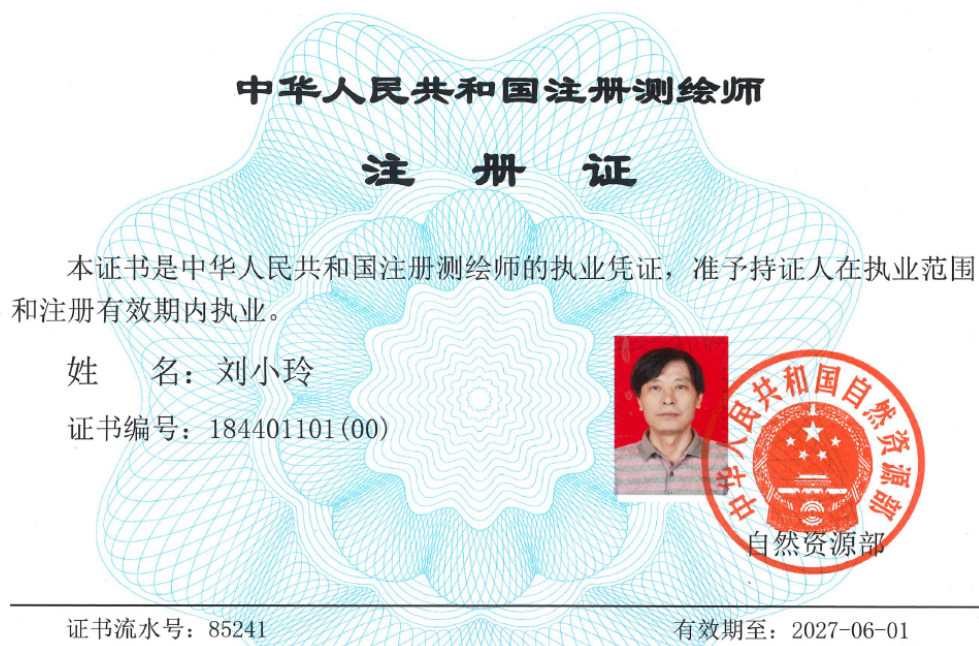 中华人民共和国注册测绘师
注 册 证
本证书是中华人民共和国注册测绘师的执业凭证，准予持证人在执业范围
和注册有效期内执业。
姓 名：刘小玲
证书编号：184401101(00)
中华人民共和国自然资源部
自然资源部
证书流水号：85241
有效期至：2027-06-01